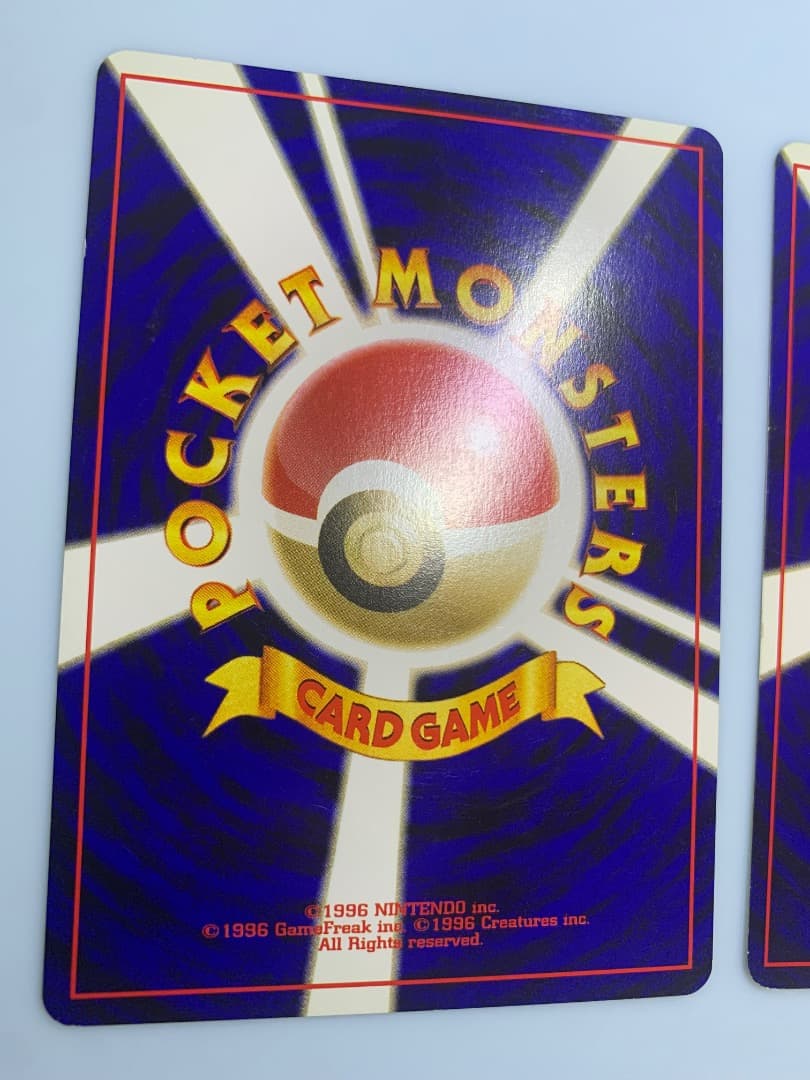 POCKET MONSTERS
CARD GAME
©1996 NINTENDO inc.
©1996 GameFreak inc. ©1996 Creatures inc.
All Rights reserved.